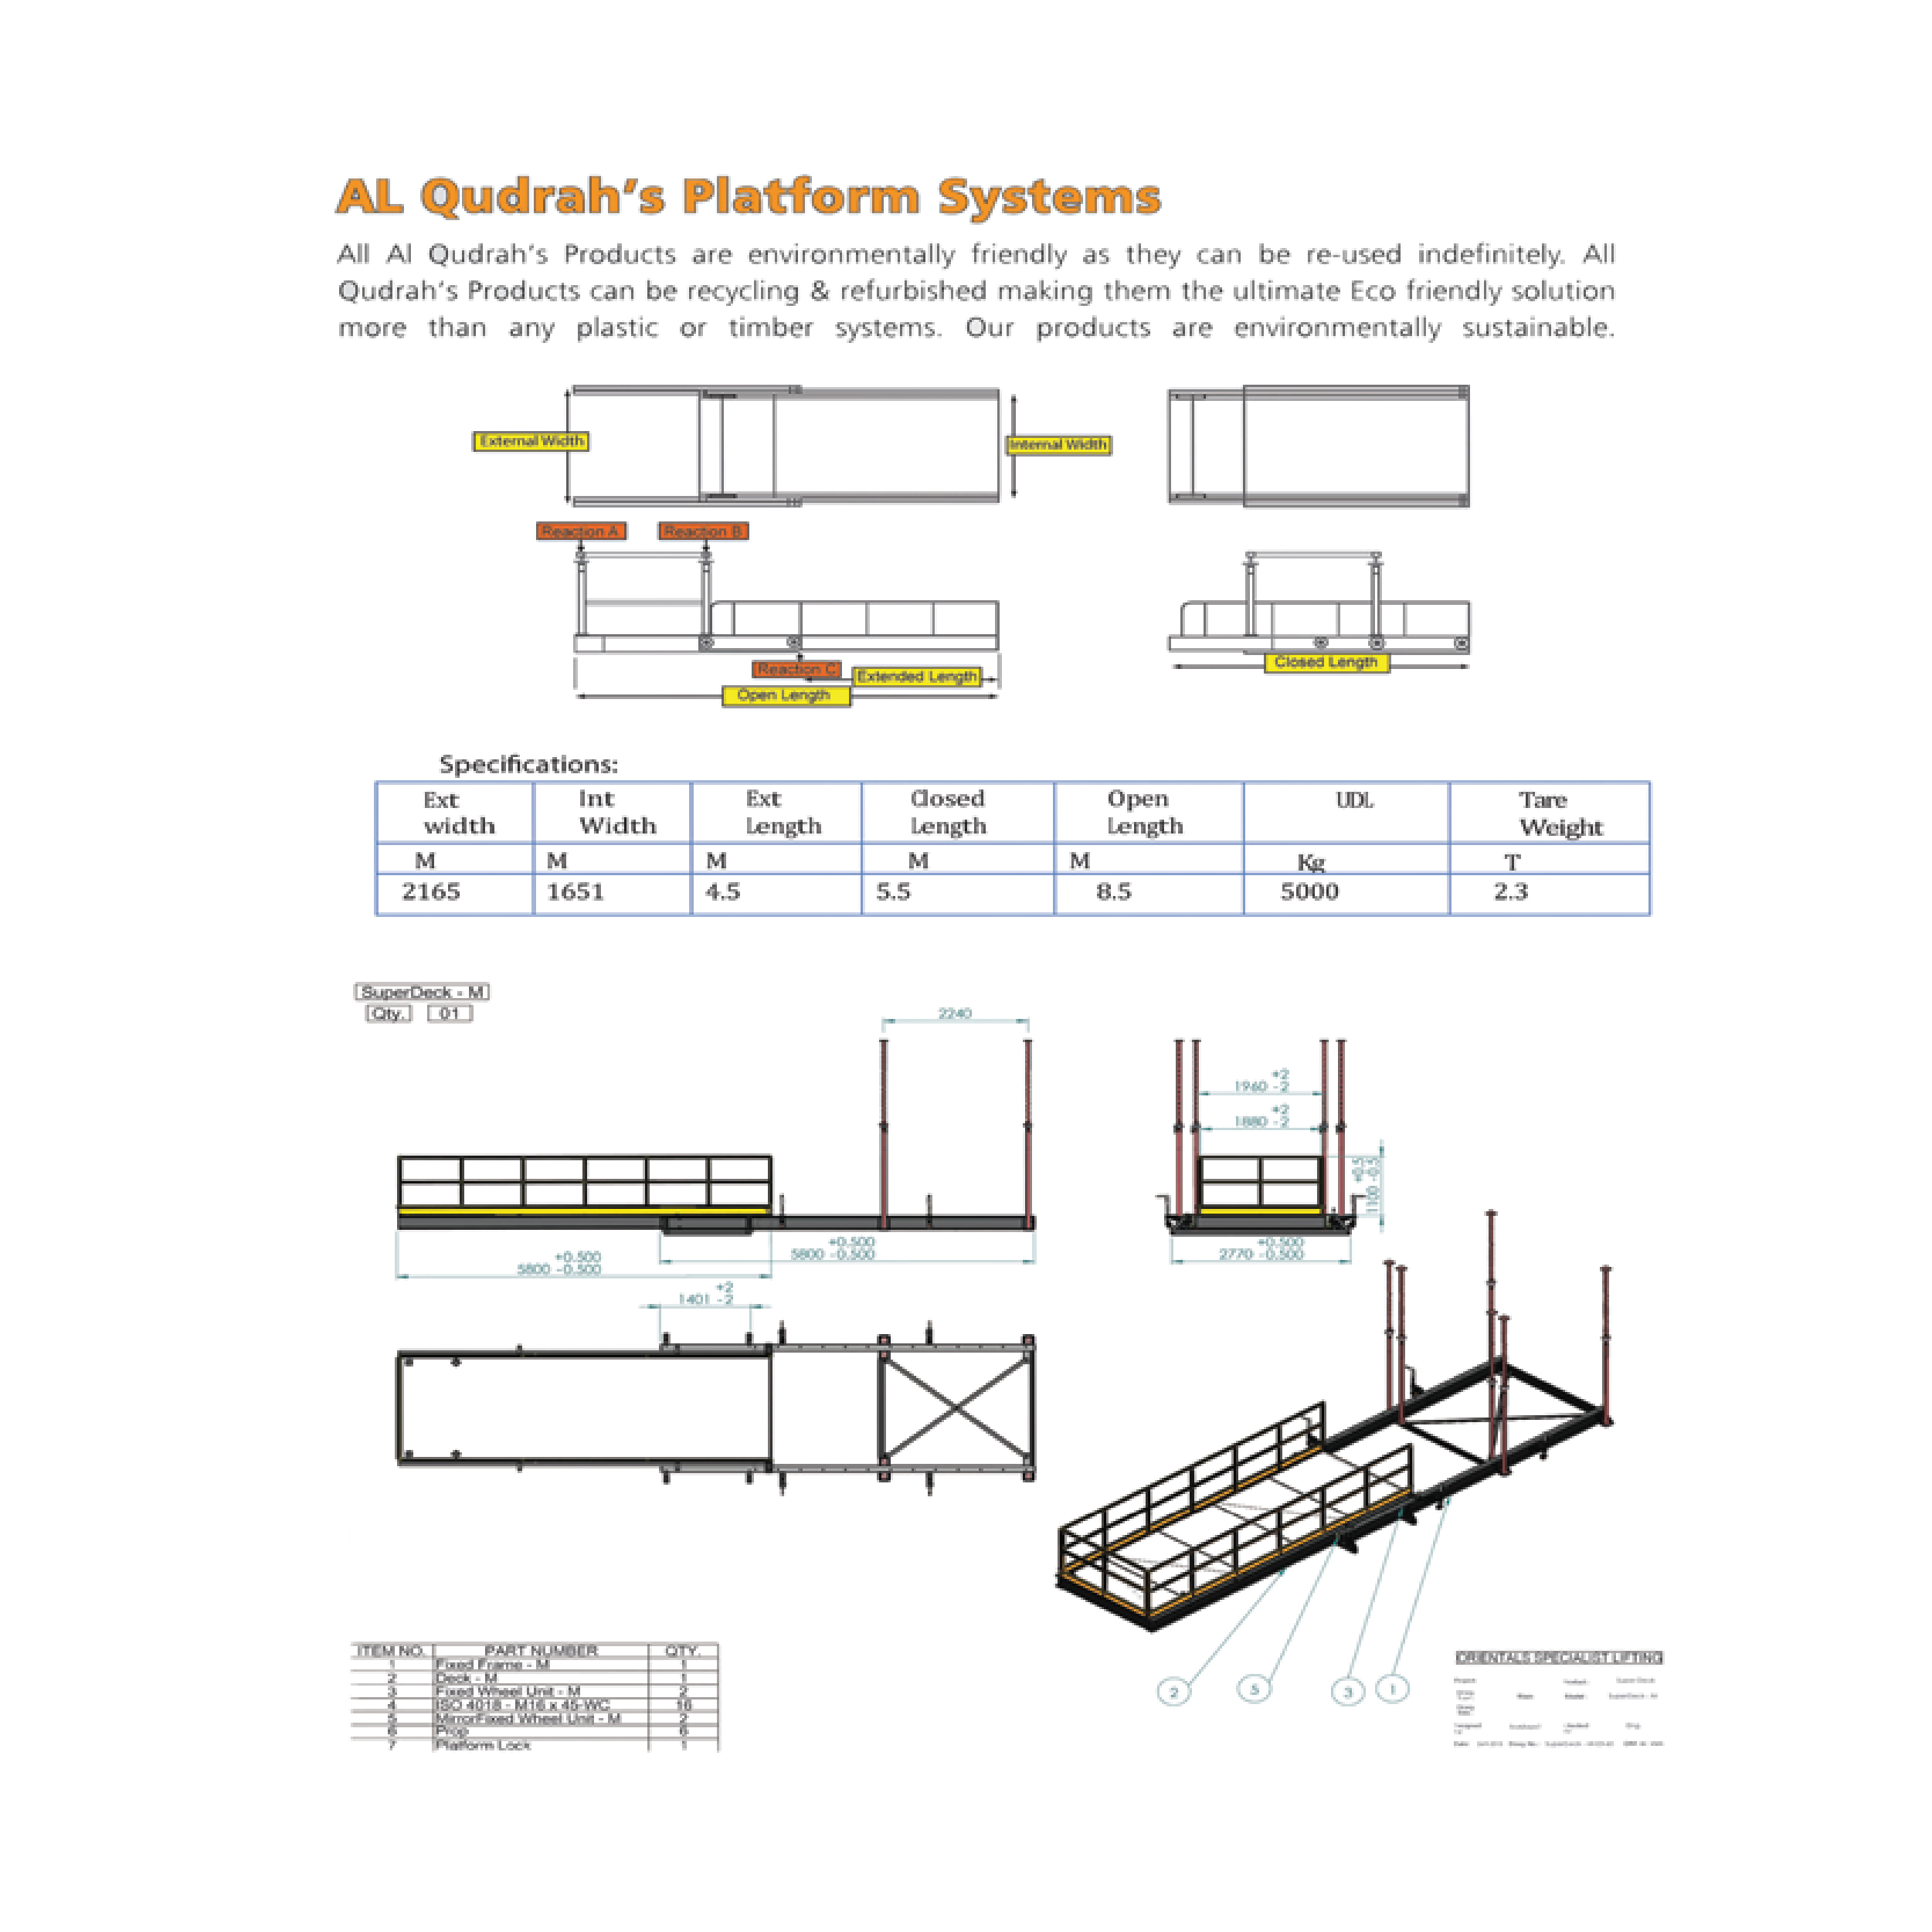 AL Qudrah's Platform Systems
All Al Qudrah's Products are environmentally friendly as they can be re-used indefinitely. All
Qudrah's Products can be recycling & refurbished making them the ultimate Eco friendly solution
more than any plastic or timber systems. Our products are environmentally sustainable.
External Width
Internal Width
Reaction A
Reaction B
Reaction C
Extended Length
Open Length
Closed Length
Specifications:
Ext width Int Width Ext Length Closed Length Open Length UDL Tare Weight
M M M M M Kg T
2165 1651 4.5 5.5 8.5 5000 2.3
SuperDeck - M
Qty. 01
2240
1960 +2 -2
1880 +2 -2
1100 +0.5 -0.5
5800 +0.500 -0.500
5800 +0.500 -0.500
2770 +0.500 -0.500
1401 +2 -2
2 5 3 1
ITEM NO. PART NUMBER QTY.
1 Fixed Frame - M 1
2 Deck - M 1
3 Fixed Wheel Unit - M 2
4 ISO 4018 - M16 x 45-WC 16
5 MirrorFixed Wheel Unit - M 2
6 Prop 6
7 Platform Lock 1
ORIENTALS SPECIALIST LIFTING